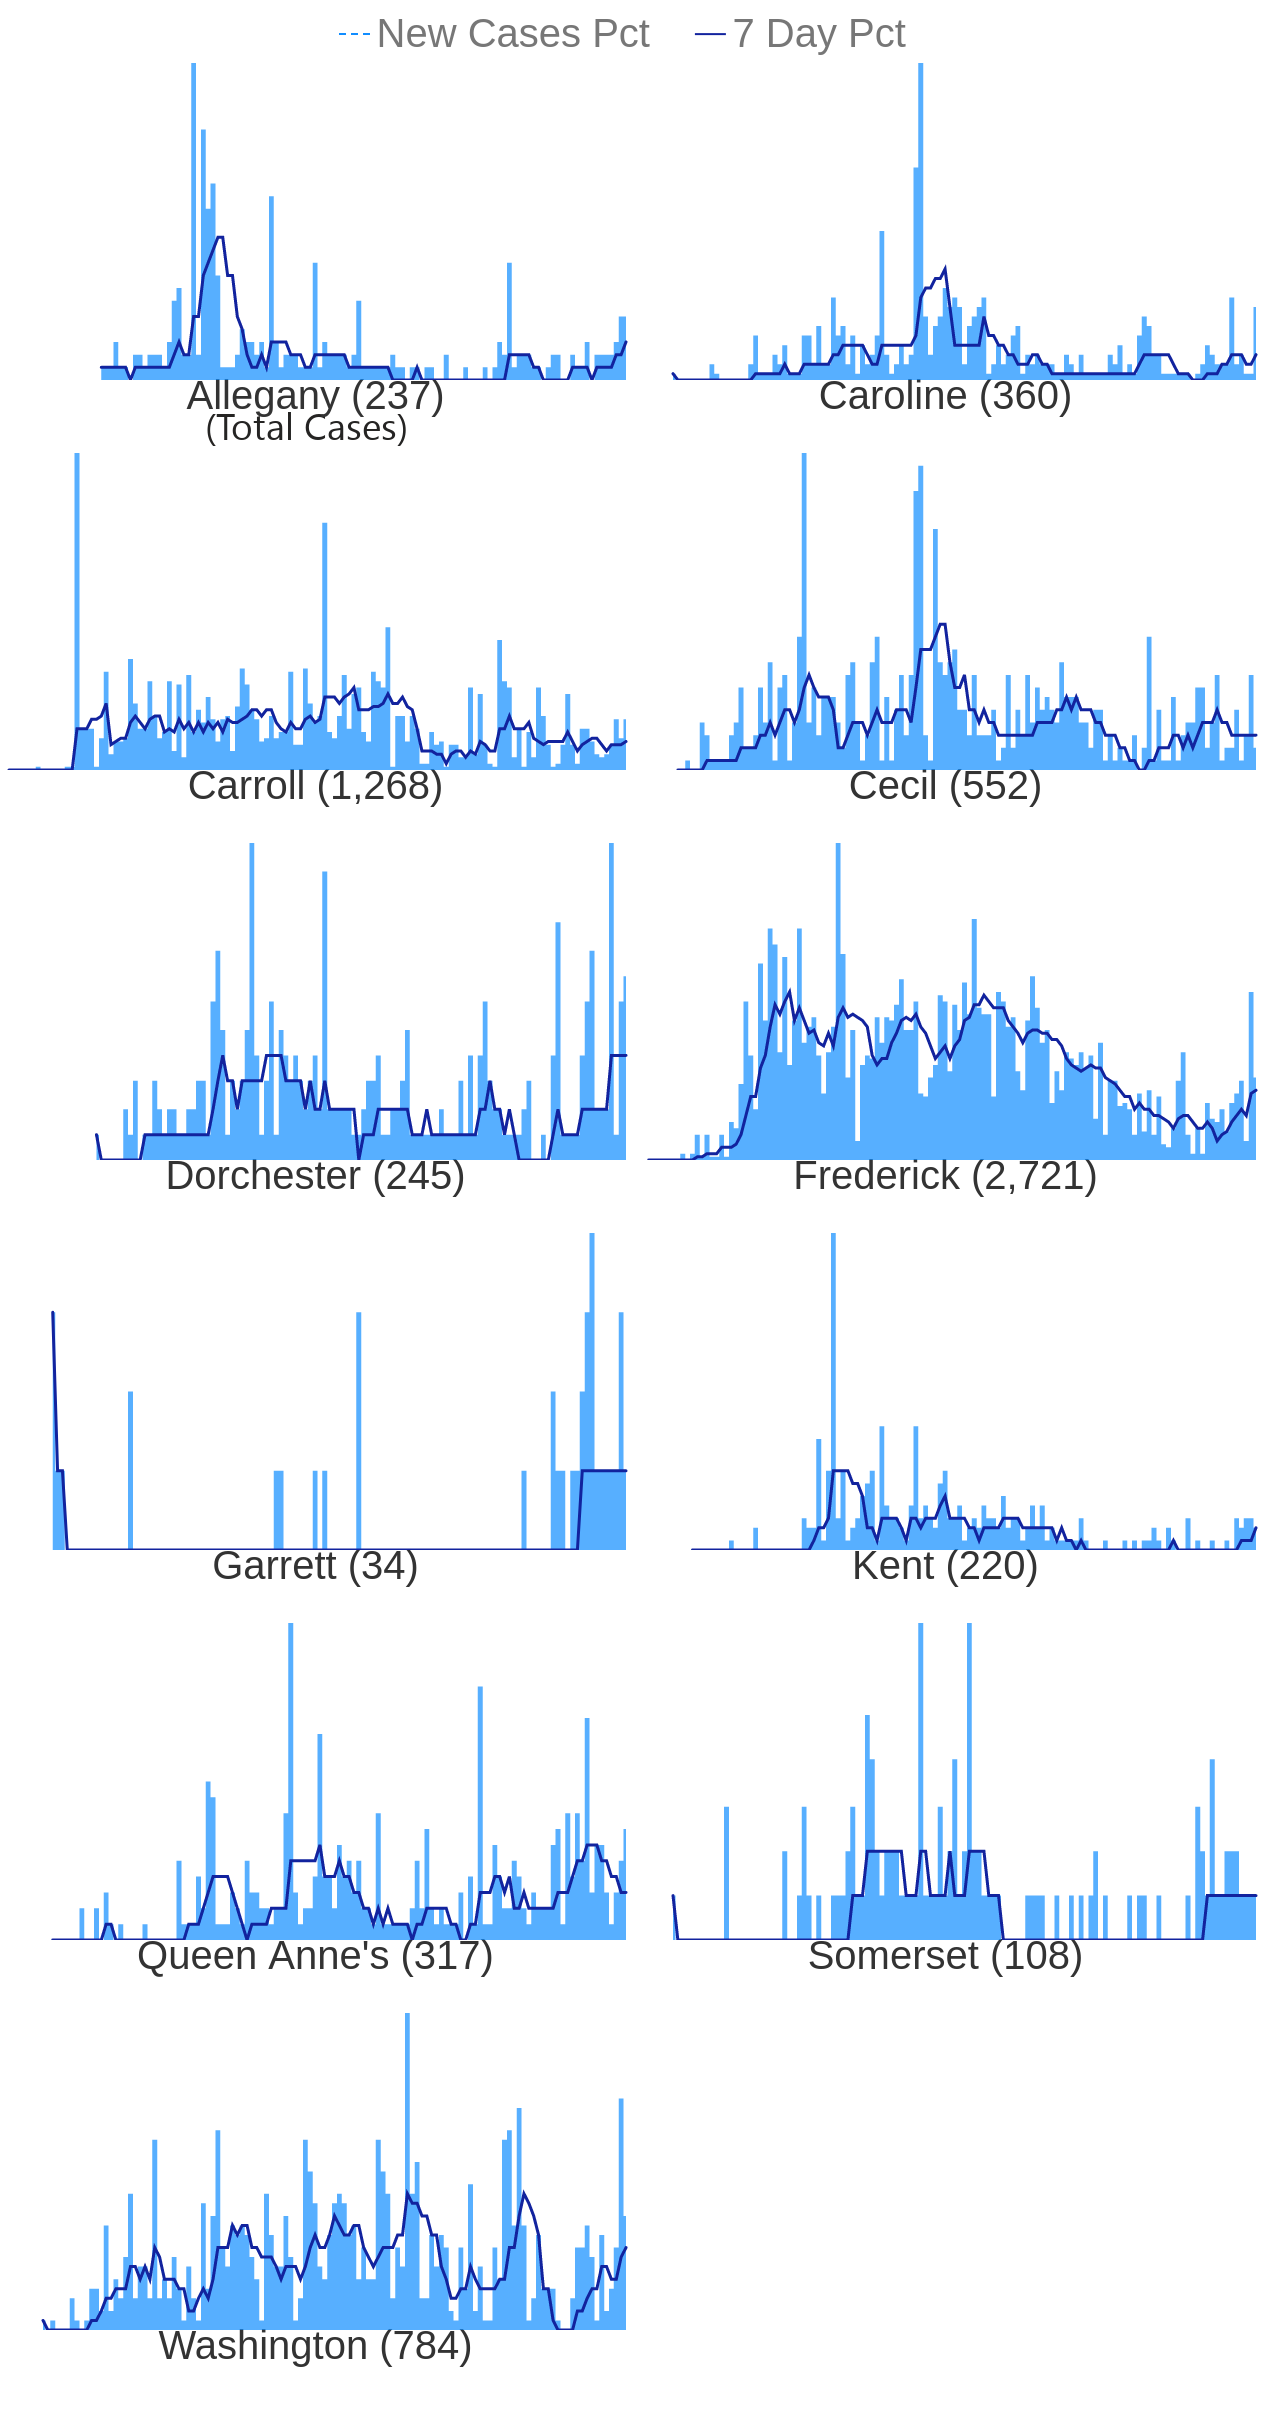 New Cases Pct 7 Day Pct
Allegany (237) Caroline (360)
(Total Cases)
Carroll (1,268) Cecil (552)
Dorchester (245) Frederick (2,721)
Garrett (34) Kent (220)
Queen Anne's (317) Somerset (108)
Washington (784)